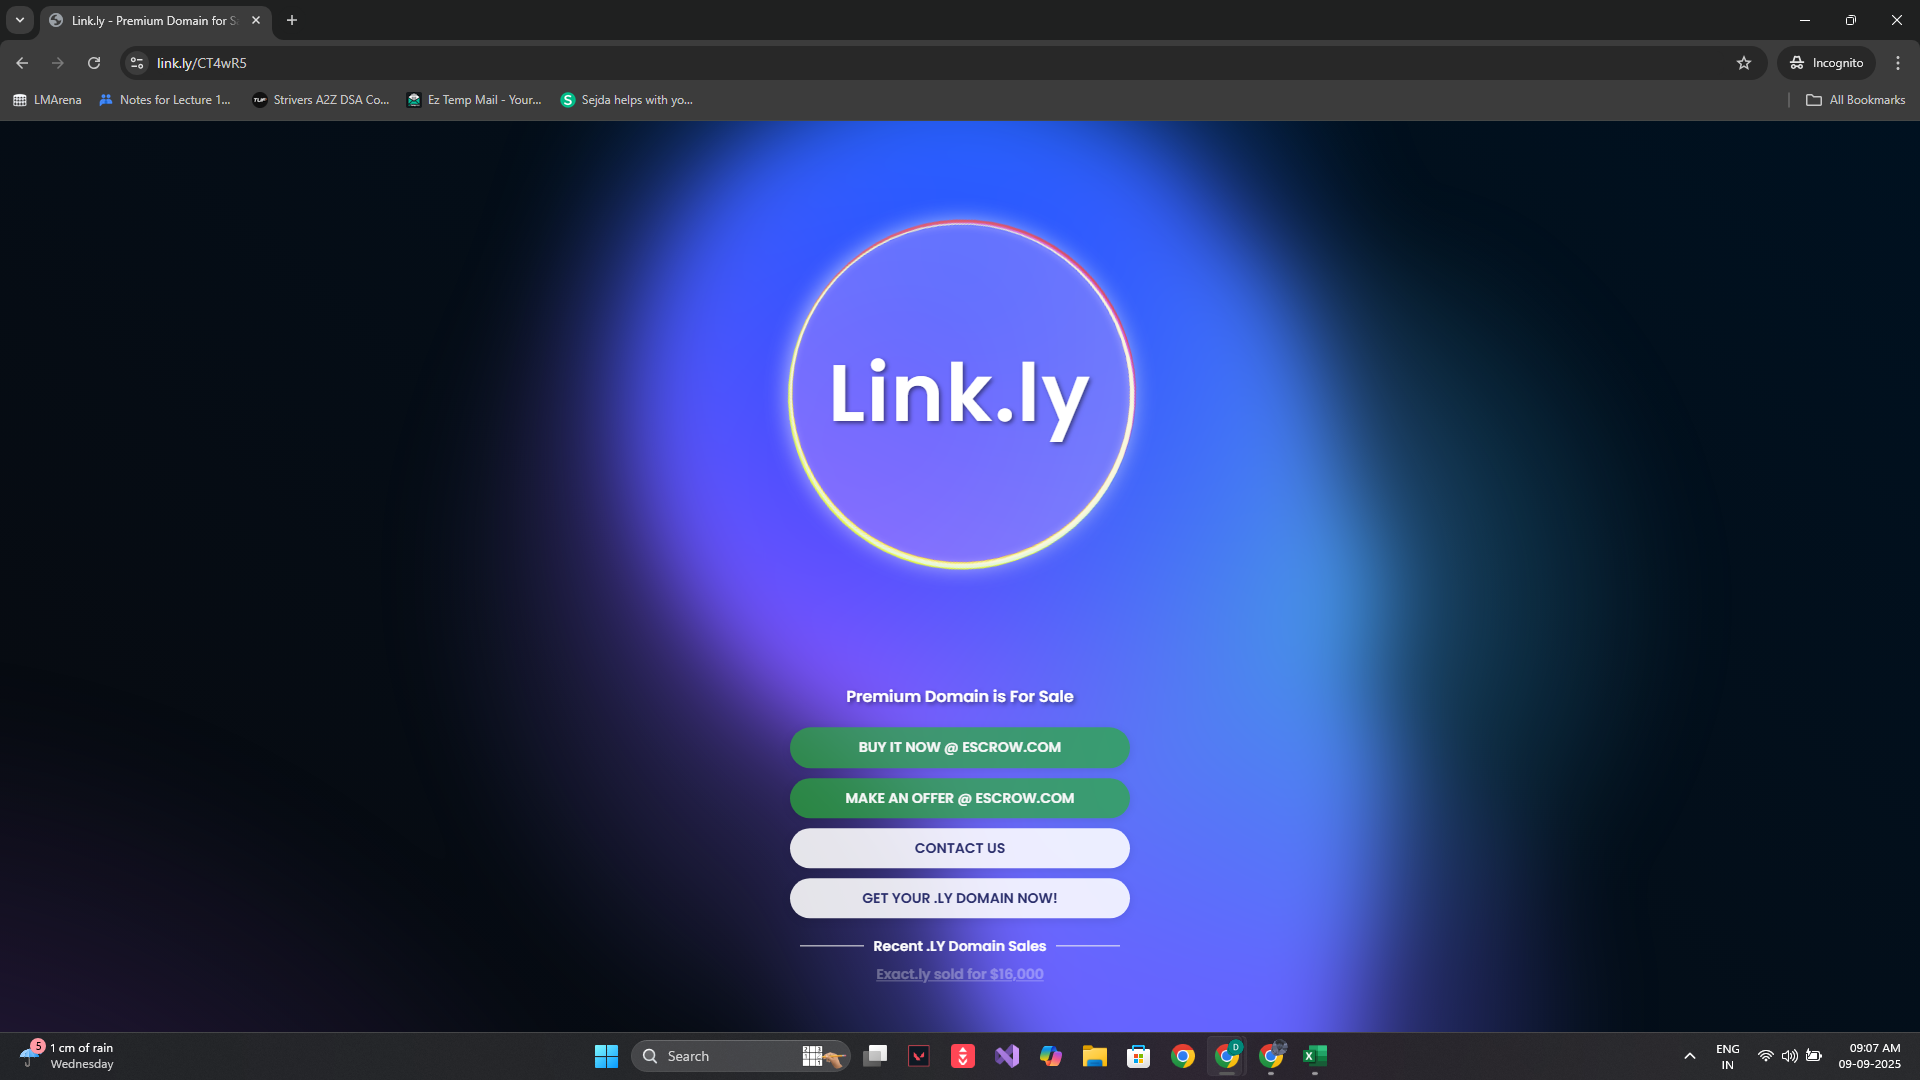 Link.ly - Premium Domain for S
link.ly/CT4wR5
Incognito
LMArena
Notes for Lecture 1...
Strivers A2Z DSA Co...
Ez Temp Mail - Your...
Sejda helps with yo...
All Bookmarks
Link.ly
Premium Domain is For Sale
BUY IT NOW @ ESCROW.COM
MAKE AN OFFER @ ESCROW.COM
CONTACT US
GET YOUR .LY DOMAIN NOW!
Recent .LY Domain Sales
Exact.ly sold for $16,000
5
1 cm of rain
Wednesday
Search
TUF
S
D
X
ENG
IN
09:07 AM
09-09-2025